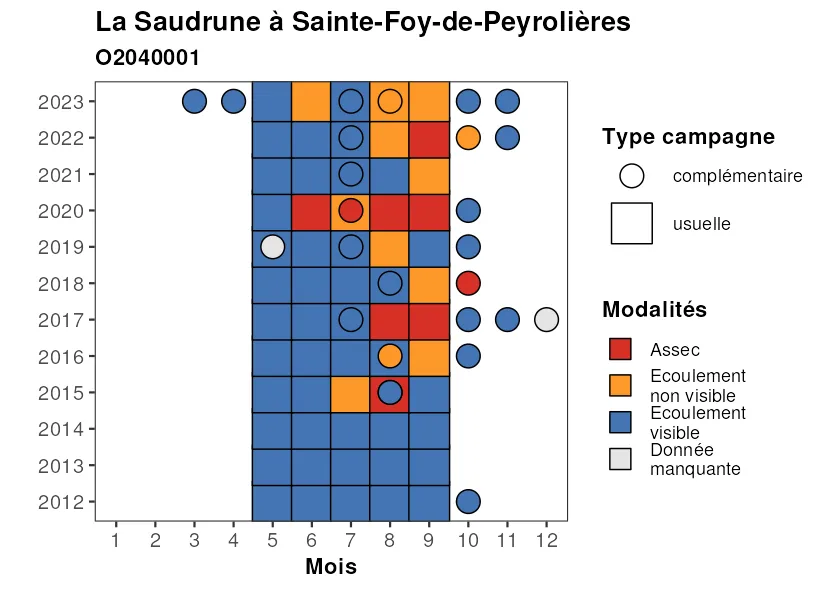 La Saudrune à Sainte-Foy-de-Peyrolières
O2040001
2023
2022
2021
2020
2019
2018
2017
2016
2015
2014
2013
2012
1 2 3 4 5 6 7 8 9 10 11 12
Mois
Type campagne
complémentaire
usuelle
Modalités
Assec
Ecoulement
non visible
Ecoulement
visible
Donnée
manquante